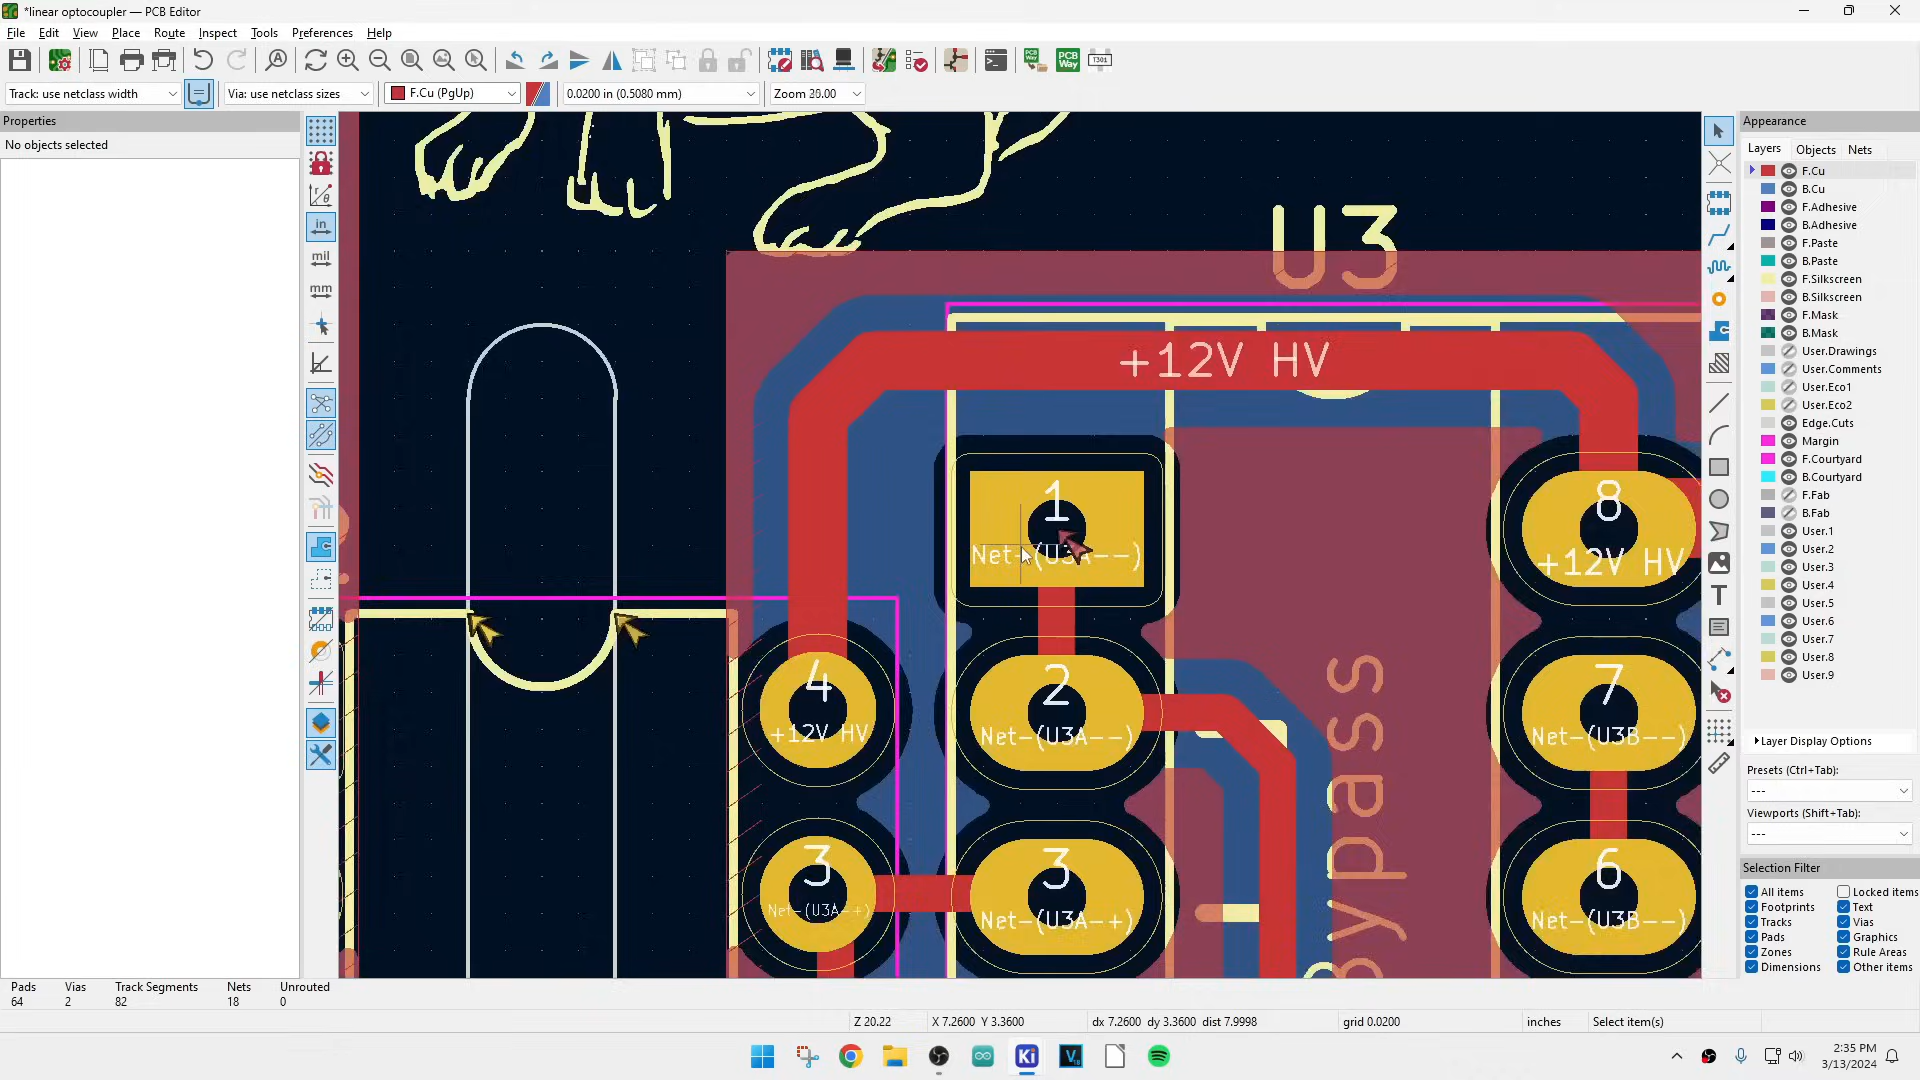 *linear optocoupler — PCB Editor
File Edit View Place Route Inspect Tools Preferences Help
Track: use netclass width
Via: use netclass sizes
F.Cu (PgUp)
0.0200 in (0.5080 mm)
Zoom 20.00
Properties
No objects selected
in
mil
mm
U3
+12V HV
1
Net-(U3A--)
8
+12V HV
4
+12V HV
2
Net-(U3A--)
7
Net-(U3B--)
3
Net-(U3A-+)
3
Net-(U3A-+)
6
Net-(U3B--)
Bypass
Appearance
Layers Objects Nets
F.Cu
B.Cu
F.Adhesive
B.Adhesive
F.Paste
B.Paste
F.Silkscreen
B.Silkscreen
F.Mask
B.Mask
User.Drawings
User.Comments
User.Eco1
User.Eco2
Edge.Cuts
Margin
F.Courtyard
B.Courtyard
F.Fab
B.Fab
User.1
User.2
User.3
User.4
User.5
User.6
User.7
User.8
User.9
Layer Display Options
Presets (Ctrl+Tab):
---
Viewports (Shift+Tab):
---
Selection Filter
All items Locked items
Footprints Text
Tracks Vias
Pads Graphics
Zones Rule Areas
Dimensions Other items
Pads Vias Track Segments Nets Unrouted
64 2 82 18 0
Z 20.22 X 7.2600 Y 3.3600 dx 7.2600 dy 3.3600 dist 7.9998 grid 0.0200 inches Select item(s)
2:35 PM
3/13/2024